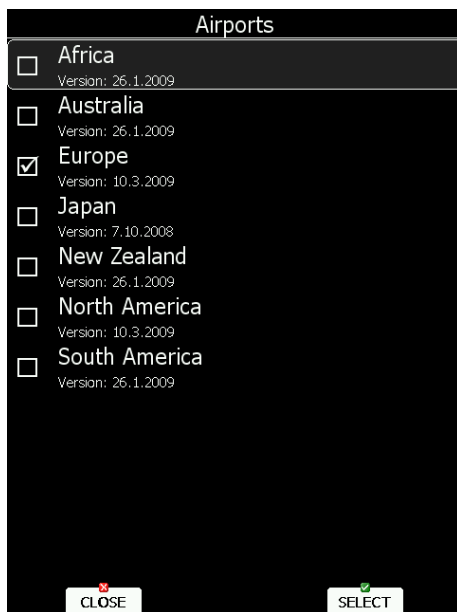 Airports
Africa
Version: 26.1.2009
Australia
Version: 26.1.2009
Europe
Version: 10.3.2009
Japan
Version: 7.10.2008
New Zealand
Version: 26.1.2009
North America
Version: 10.3.2009
South America
Version: 26.1.2009
CLOSE SELECT